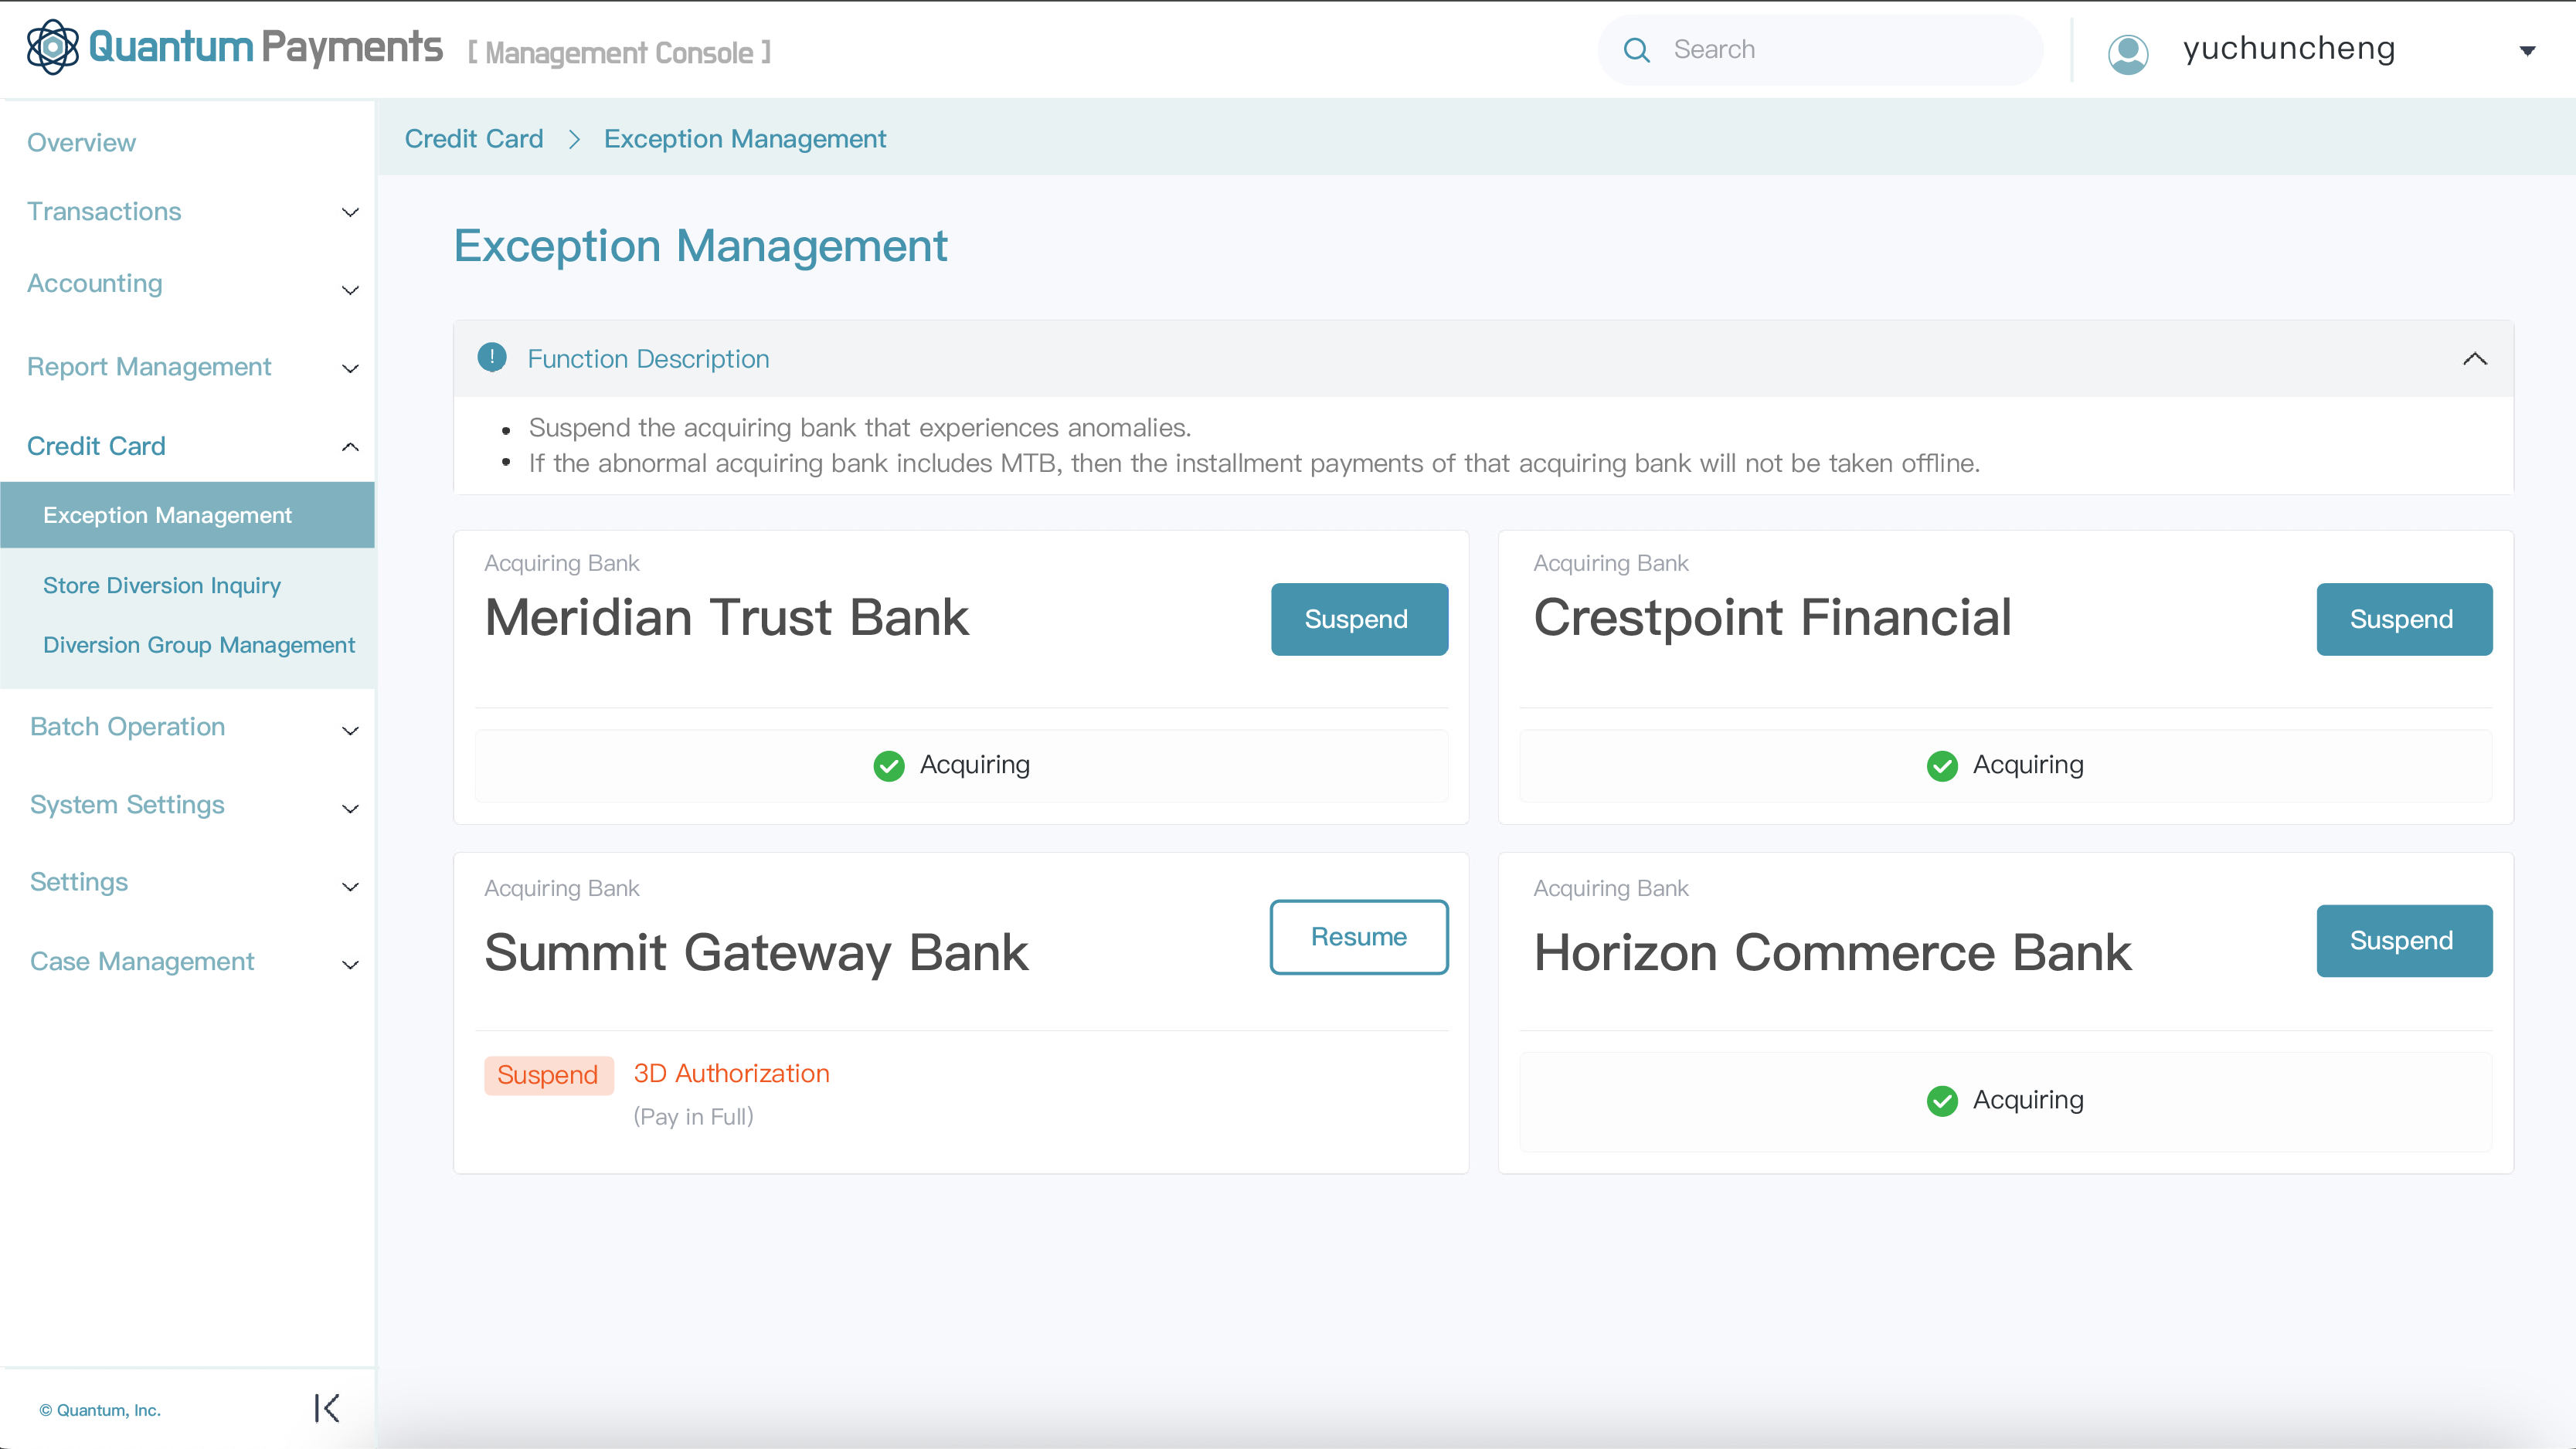 Quantum Payments [ Management Console ]
Search
yuchuncheng
Overview
Transactions
Accounting
Report Management
Credit Card
Exception Management
Store Diversion Inquiry
Diversion Group Management
Batch Operation
System Settings
Settings
Case Management
© Quantum, Inc.
Credit Card > Exception Management
Exception Management
Function Description
• Suspend the acquiring bank that experiences anomalies.
• If the abnormal acquiring bank includes MTB, then the installment payments of that acquiring bank will not be taken offline.
Acquiring Bank
Meridian Trust Bank
Suspend
Acquiring
Acquiring Bank
Crestpoint Financial
Suspend
Acquiring
Acquiring Bank
Summit Gateway Bank
Resume
Suspend 3D Authorization
(Pay in Full)
Acquiring Bank
Horizon Commerce Bank
Suspend
Acquiring